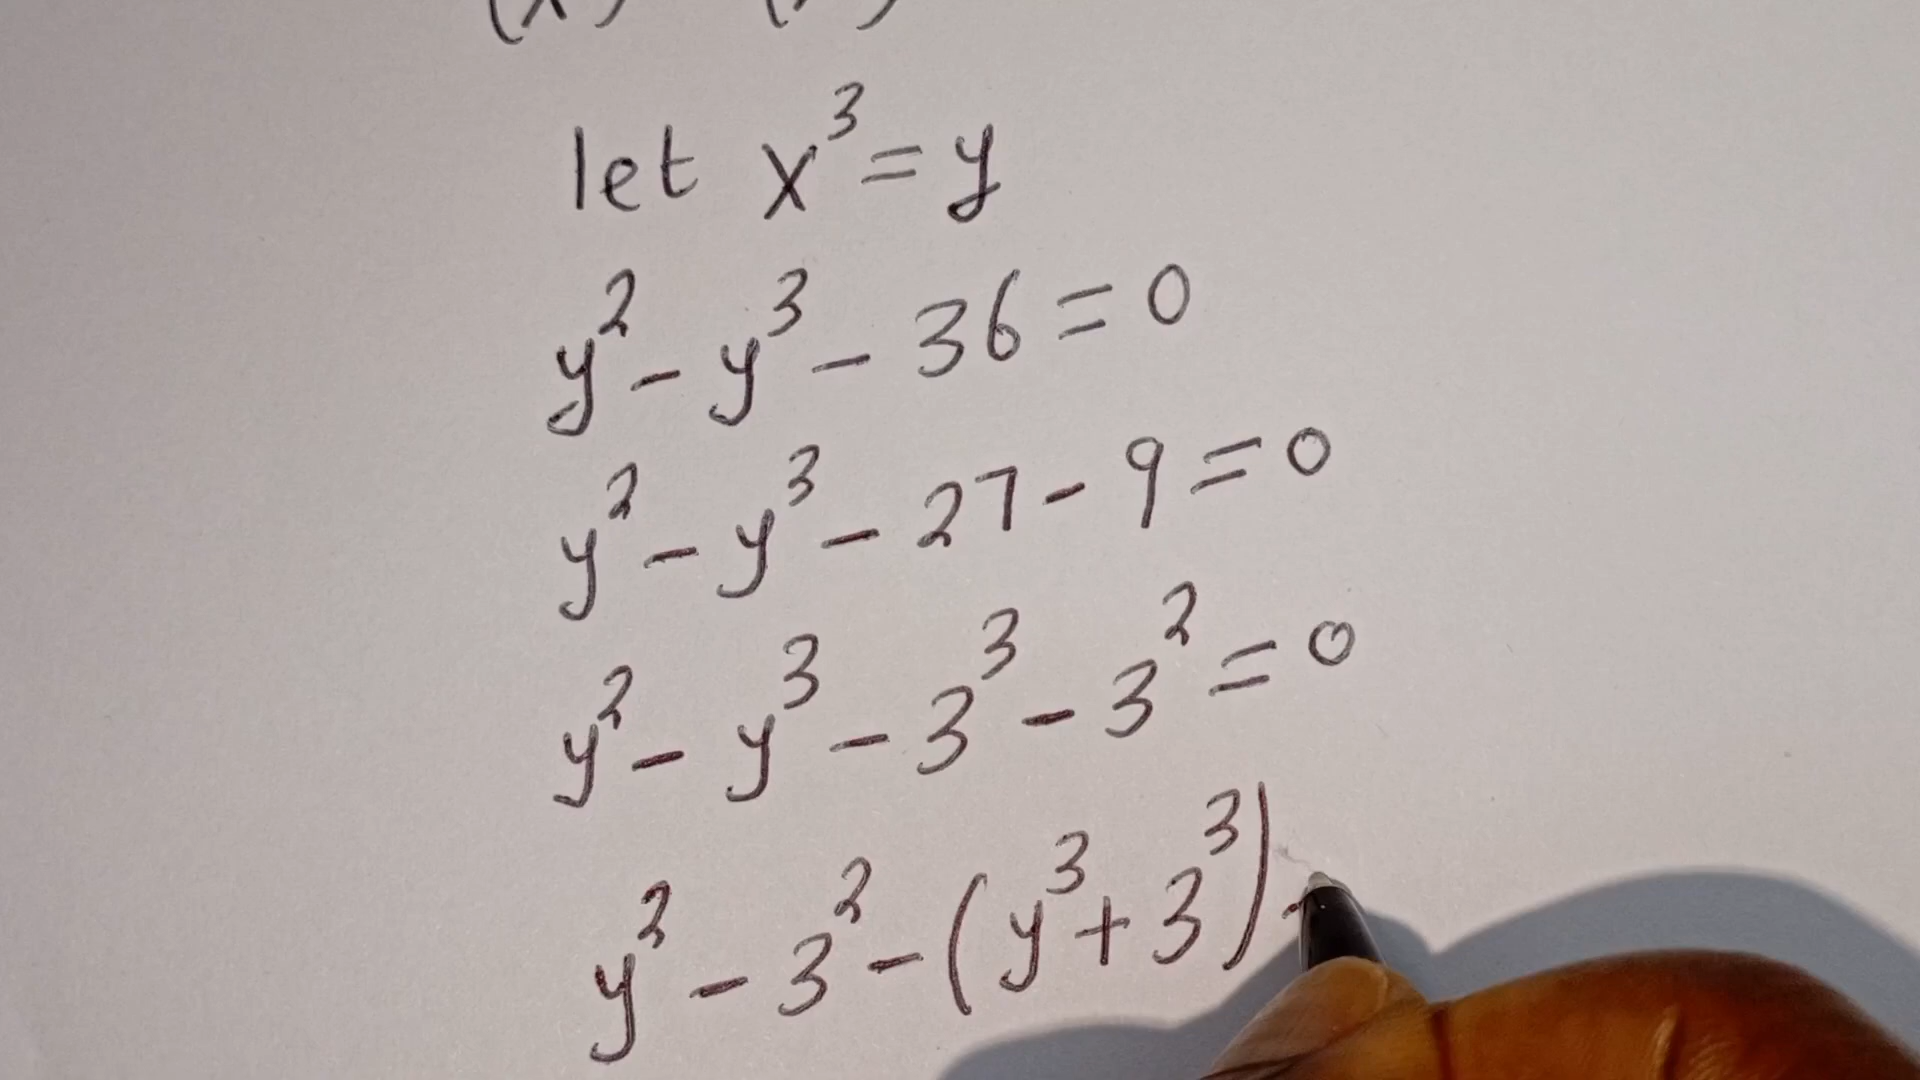 let x³ = y
y² - y³ - 36 = 0
y² - y³ - 27 - 9 = 0
y² - y³ - 3³ - 3² = 0
y² - 3² - (y³ + 3³)